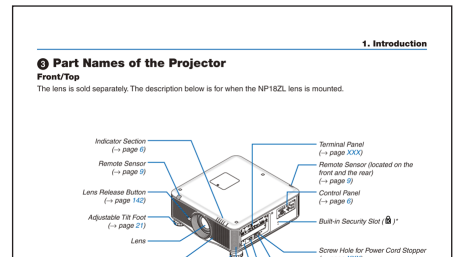 1. Introduction
❸ Part Names of the Projector
Front/Top
The lens is sold separately. The description below is for when the NP18ZL lens is mounted.
Indicator Section
(→ page 6)
Remote Sensor
(→ page 9)
Lens Release Button
(→ page 142)
Adjustable Tilt Foot
(→ page 21)
Lens
Terminal Panel
(→ page XXX)
Remote Sensor (located on the
front and the rear)
(→ page 9)
Control Panel
(→ page 6)
Built-in Security Slot ( )*
Screw Hole for Power Cord Stopper